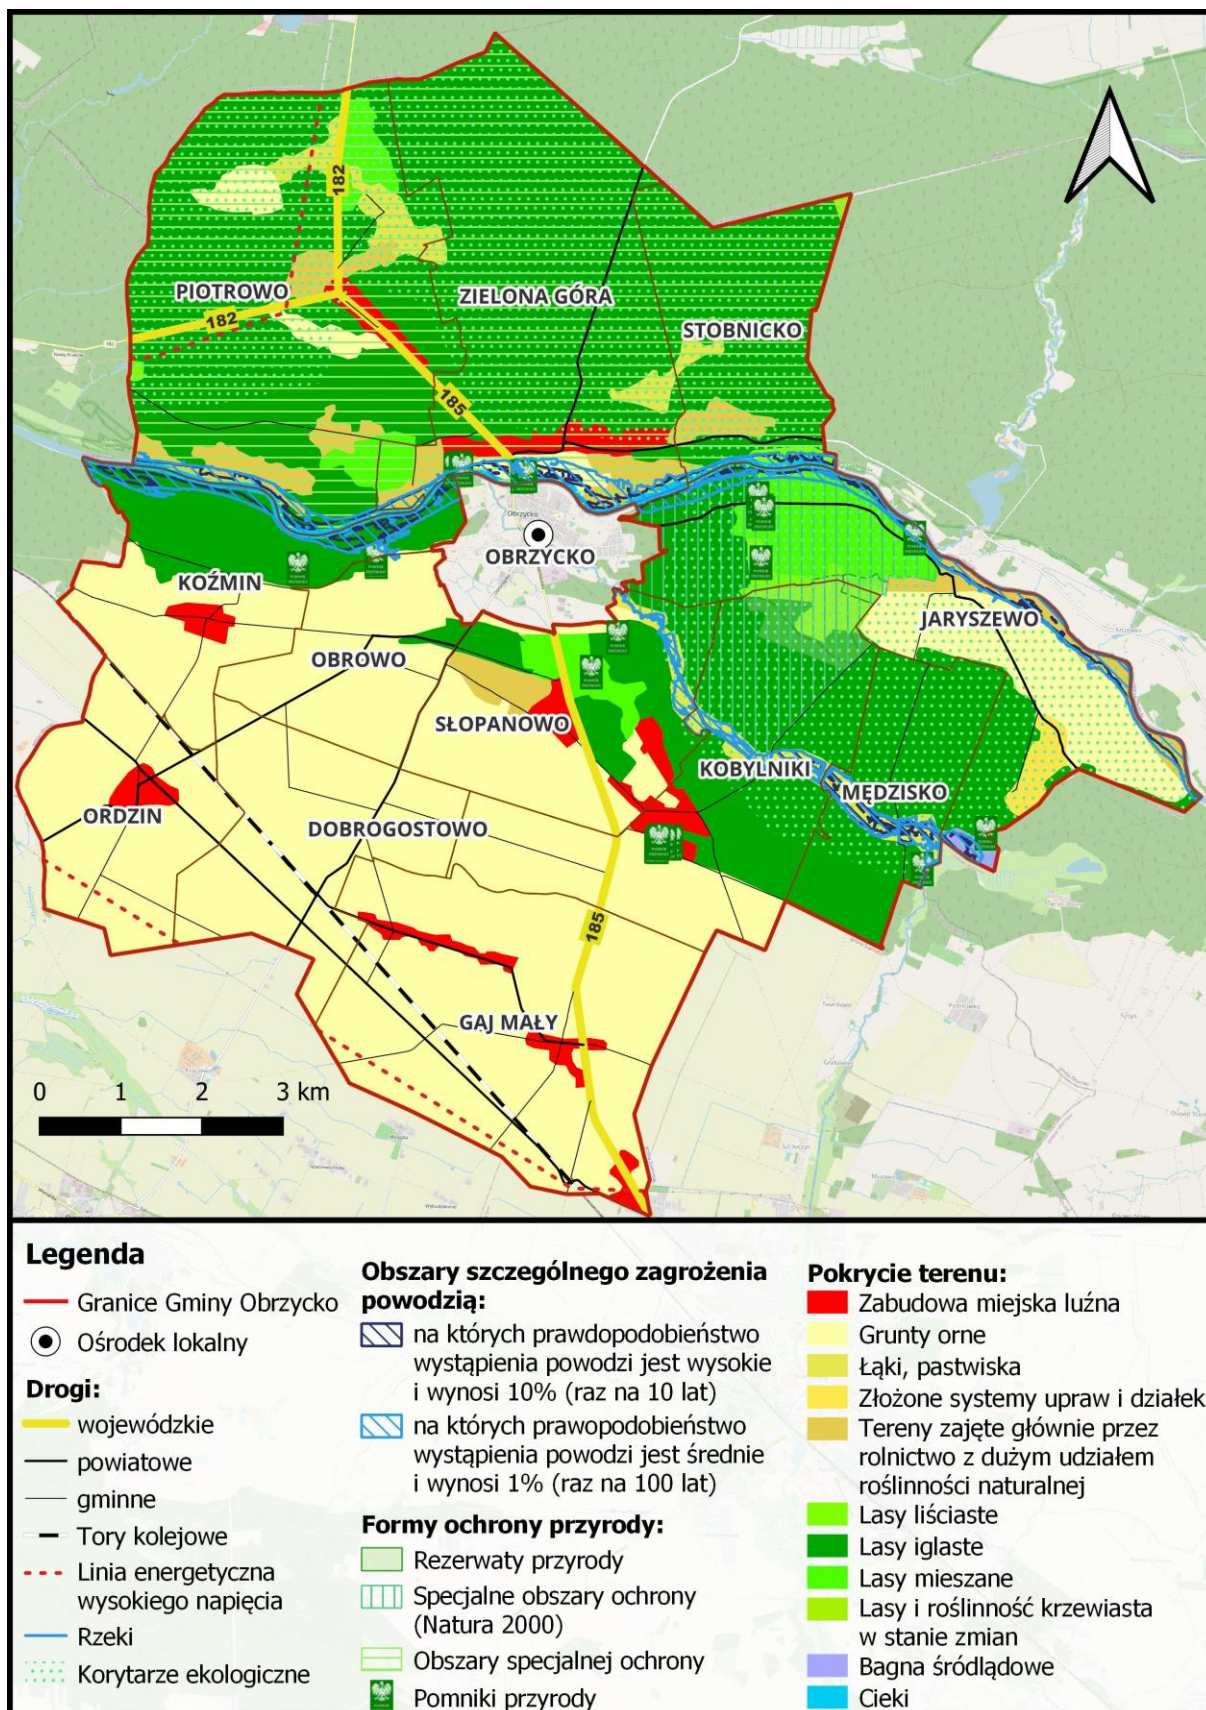 182
PIOTROWO
ZIELONA GÓRA
182
STOBNICKO
185
Obrzycko
OBRZYCKO
KOŹMIN
JARYSZEWO
OBROWO
SŁOPANOWO
KOBYLNIKI
MĘDZISKO
ORDZIN
DOBROGOSTOWO
185
GAJ MAŁY
0 1 2 3 km
Legenda
Granice Gminy Obrzycko
Ośrodek lokalny
Drogi:
wojewódzkie
powiatowe
gminne
Tory kolejowe
Linia energetyczna
wysokiego napięcia
Rzeki
Korytarze ekologiczne
Obszary szczególnego zagrożenia
powodzią:
na których prawdopodobieństwo
wystąpienia powodzi jest wysokie
i wynosi 10% (raz na 10 lat)
na których prawopodobieństwo
wystąpienia powodzi jest średnie
i wynosi 1% (raz na 100 lat)
Formy ochrony przyrody:
Rezerwaty przyrody
Specjalne obszary ochrony
(Natura 2000)
Obszary specjalnej ochrony
Pomniki przyrody
Pokrycie terenu:
Zabudowa miejska luźna
Grunty orne
Łąki, pastwiska
Złożone systemy upraw i działek
Tereny zajęte głównie przez
rolnictwo z dużym udziałem
roślinności naturalnej
Lasy liściaste
Lasy iglaste
Lasy mieszane
Lasy i roślinność krzewiasta
w stanie zmian
Bagna śródlądowe
Cieki